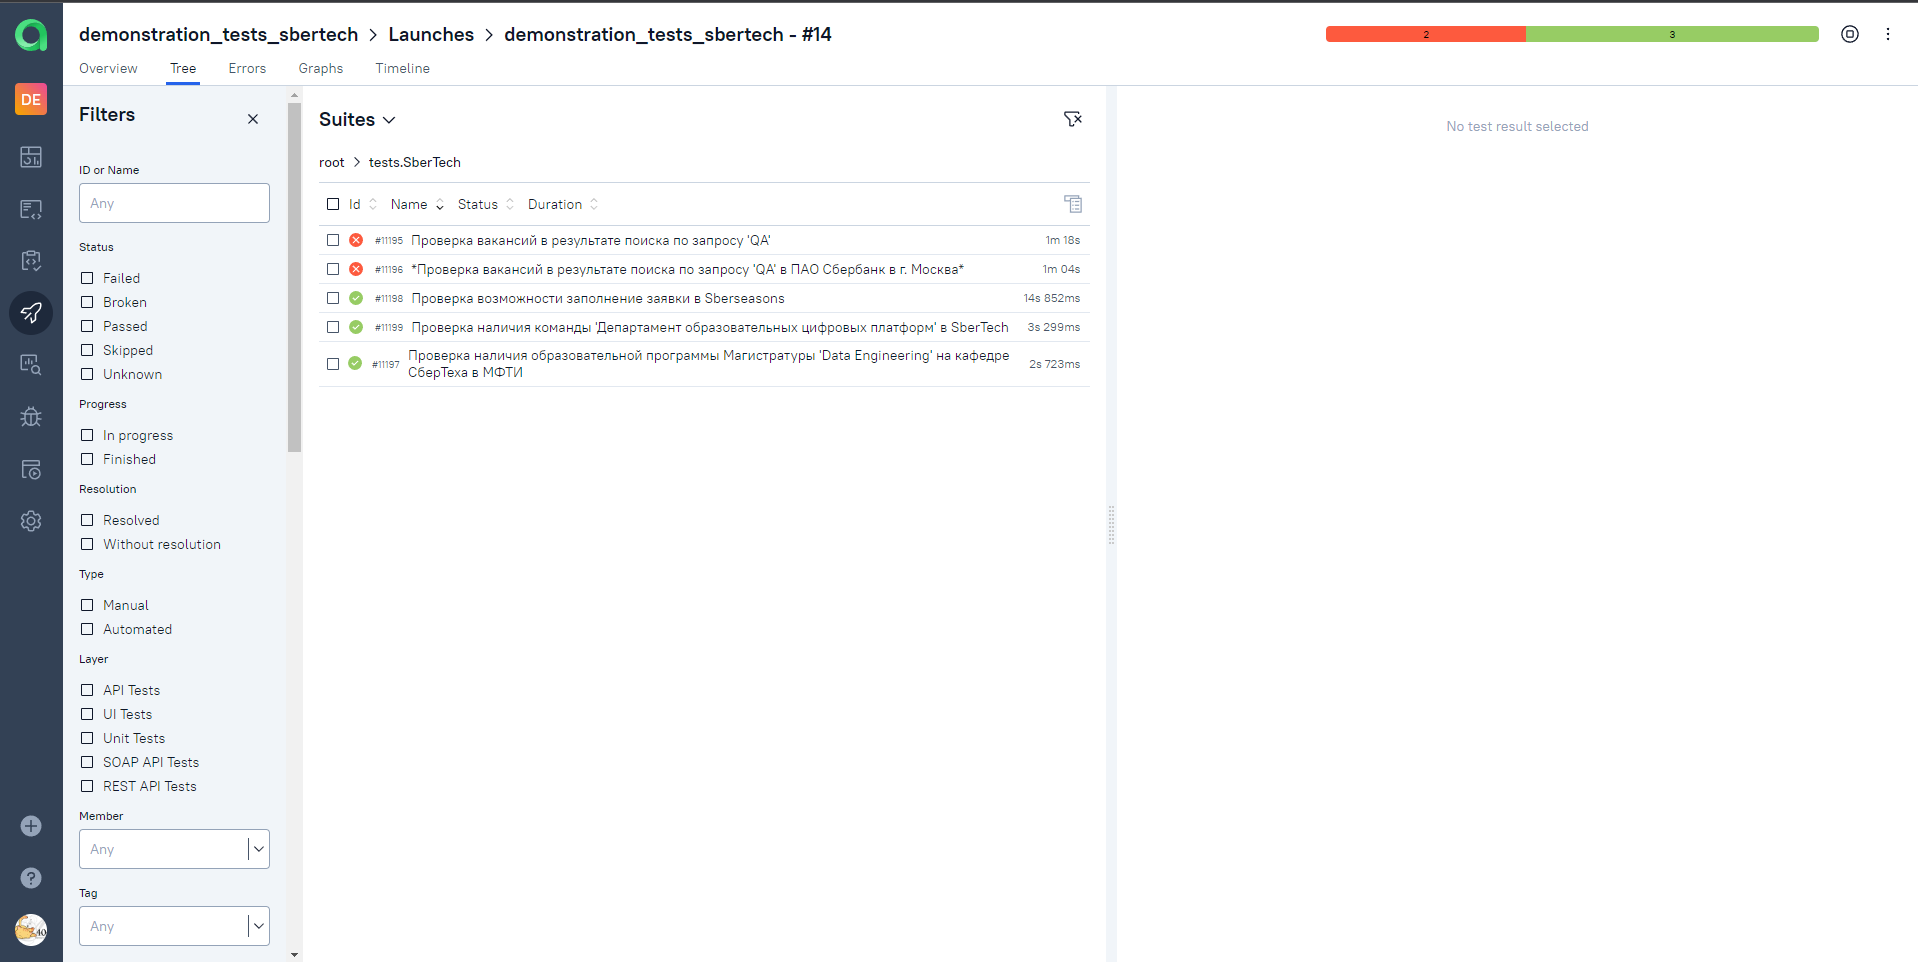 demonstration_tests_sbertech > Launches > demonstration_tests_sbertech - #14
2
3
Overview Tree Errors Graphs Timeline
DE
Filters
ID or Name
Any
Status
Failed
Broken
Passed
Skipped
Unknown
Progress
In progress
Finished
Resolution
Resolved
Without resolution
Type
Manual
Automated
Layer
API Tests
UI Tests
Unit Tests
SOAP API Tests
REST API Tests
Member
Any
Tag
Any
Suites
root > tests.SberTech
Id Name Status Duration
#11195 Проверка вакансий в результате поиска по запросу 'QA' 1m 18s
#11196 *Проверка вакансий в результате поиска по запросу 'QA' в ПАО Сбербанк в г. Москва* 1m 04s
#11198 Проверка возможности заполнение заявки в Sberseasons 14s 852ms
#11199 Проверка наличия команды 'Департамент образовательных цифровых платформ' в SberTech 3s 299ms
#11197 Проверка наличия образовательной программы Магистратуры 'Data Engineering' на кафедре
СберТеха в МФТИ 2s 723ms
No test result selected